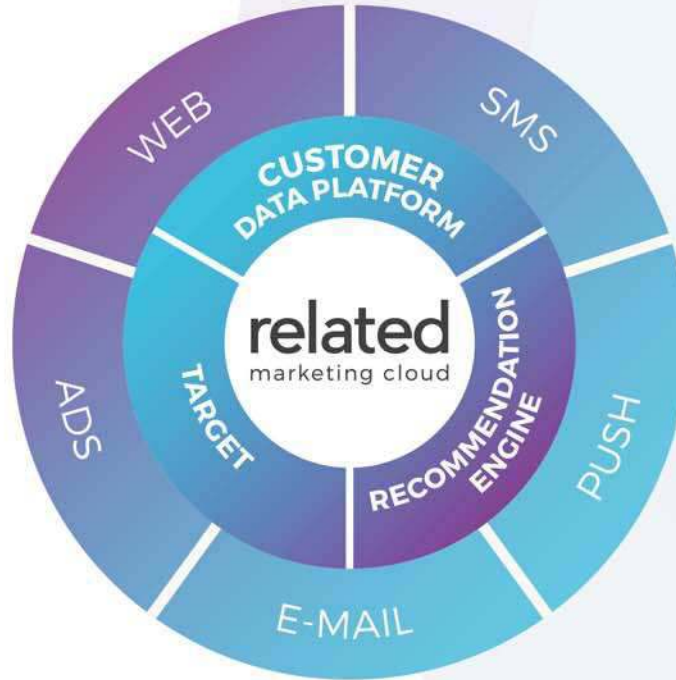 WEB
SMS
CUSTOMER
DATA PLATFORM
related
marketing cloud
ADS
TARGET
RECOMMENDATION
ENGINE
PUSH
E-MAIL